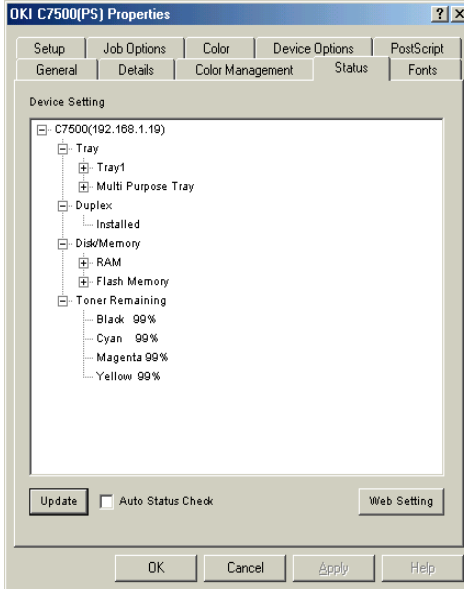 OKI C7500(PS) Properties
Setup Job Options Color Device Options PostScript
General Details Color Management Status Fonts
Device Setting
C7500(192.168.1.19)
Tray
Tray1
Multi Purpose Tray
Duplex
Installed
Disk/Memory
RAM
Flash Memory
Toner Remaining
Black 99%
Cyan 99%
Magenta 99%
Yellow 99%
Update Auto Status Check Web Setting
OK Cancel Apply Help